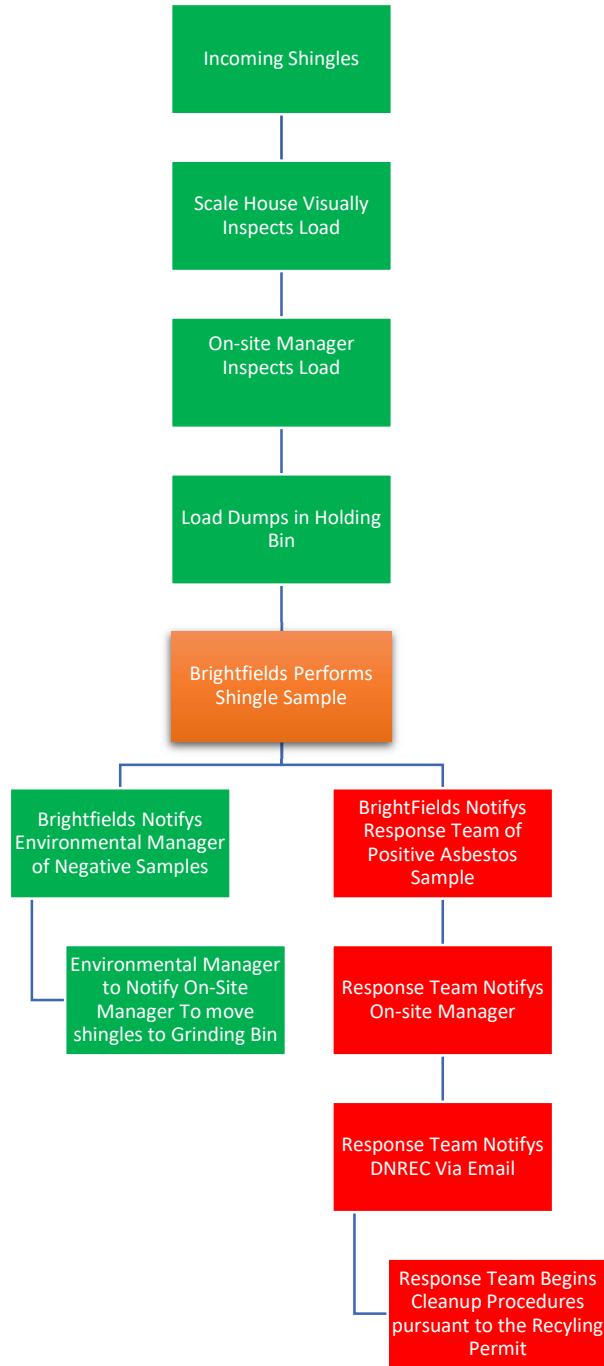 Incoming Shingles
Scale House Visually
Inspects Load
On-site Manager
Inspects Load
Load Dumps in Holding
Bin
Brightfields Performs
Shingle Sample
Brightfields Notifys
Environmental Manager
of Negative Samples
BrightFields Notifys
Response Team of
Positive Asbestos
Sample
Environmental Manager
to Notify On-Site
Manager To move
shingles to Grinding Bin
Response Team Notifys
On-site Manager
Response Team Notifys
DNREC Via Email
Response Team Begins
Cleanup Procedures
pursuant to the Recyling
Permit